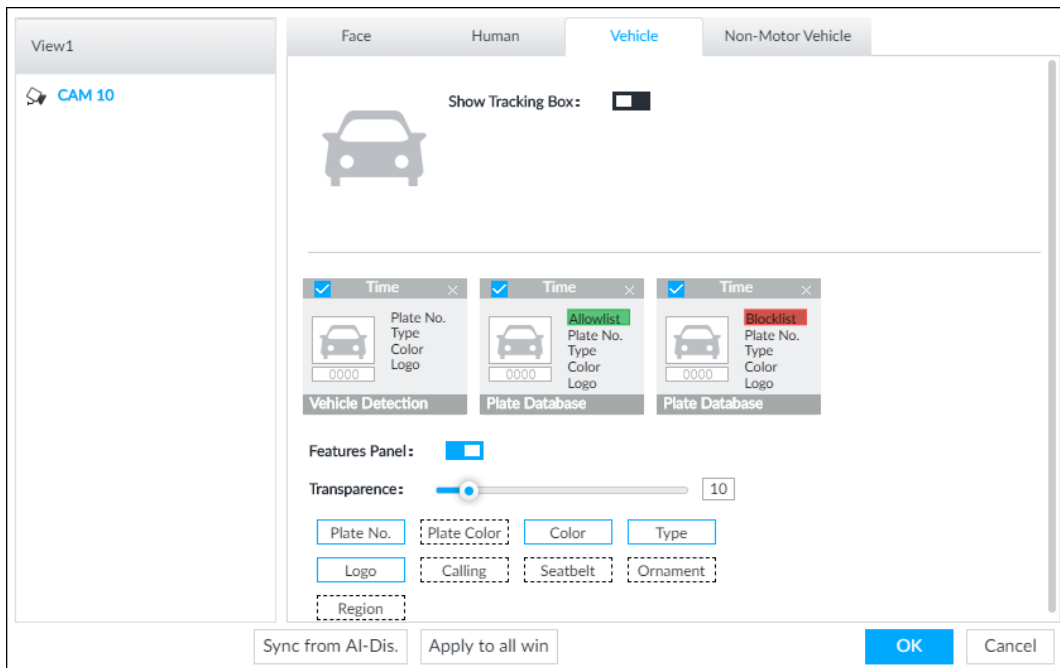 View1
CAM 10
Face Human Vehicle Non-Motor Vehicle
Show Tracking Box:
Time
Plate No.
Type
Color
Logo
0000
Vehicle Detection
Time
Allowlist
Plate No.
Type
Color
Logo
0000
Plate Database
Time
Blocklist
Plate No.
Type
Color
Logo
0000
Plate Database
Features Panel:
Transparence: 10
Plate No. Plate Color Color Type
Logo Calling Seatbelt Ornament
Region
Sync from AI-Dis. Apply to all win OK Cancel